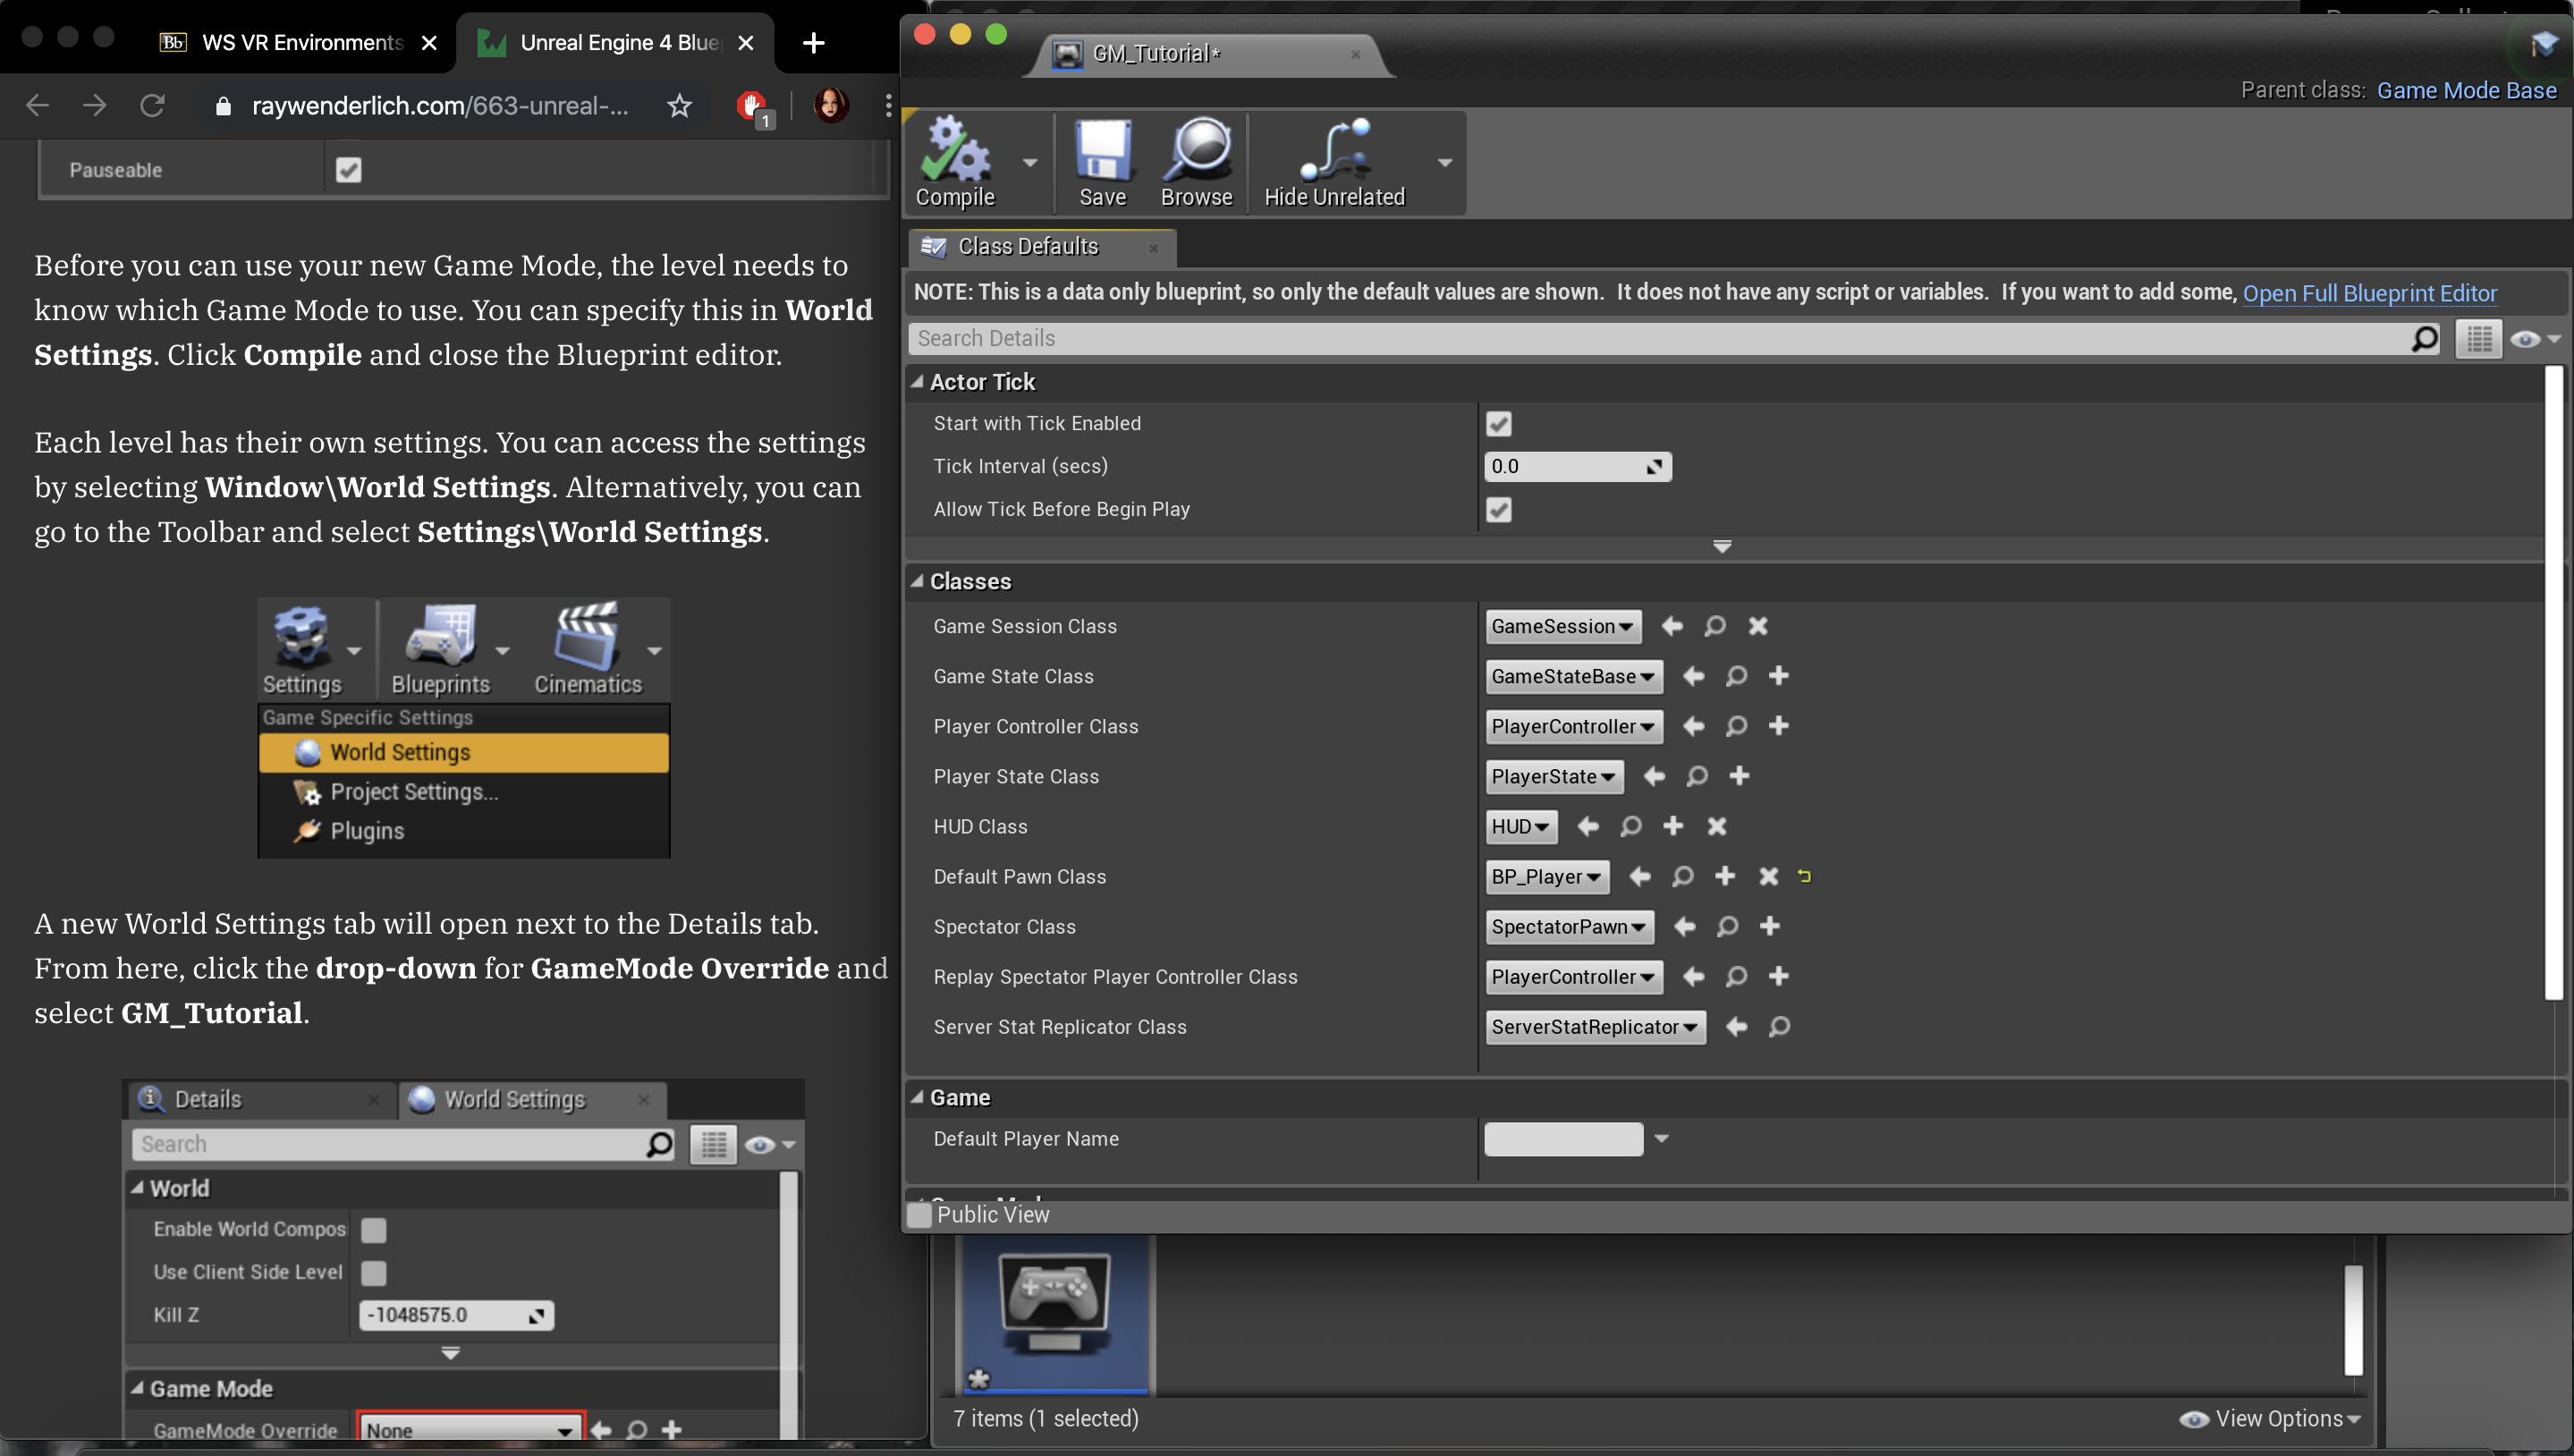 WS VR Environments
Unreal Engine 4 Blue
raywenderlich.com/663-unreal-...
1
Pauseable
Before you can use your new Game Mode, the level needs to
know which Game Mode to use. You can specify this in World
Settings. Click Compile and close the Blueprint editor.
Each level has their own settings. You can access the settings
by selecting Window\World Settings. Alternatively, you can
go to the Toolbar and select Settings\World Settings.
Settings
Blueprints
Cinematics
Game Specific Settings
World Settings
Project Settings...
Plugins
A new World Settings tab will open next to the Details tab.
From here, click the drop-down for GameMode Override and
select GM_Tutorial.
Details
World Settings
Search
World
Enable World Compos
Use Client Side Level
Kill Z
-1048575.0
Game Mode
GameMode Override
None
GM_Tutorial*
Parent class: Game Mode Base
Compile
Save
Browse
Hide Unrelated
Class Defaults
NOTE: This is a data only blueprint, so only the default values are shown. It does not have any script or variables. If you want to add some, Open Full Blueprint Editor
Search Details
Actor Tick
Start with Tick Enabled
Tick Interval (secs)
0.0
Allow Tick Before Begin Play
Classes
Game Session Class
GameSession
Game State Class
GameStateBase
Player Controller Class
PlayerController
Player State Class
PlayerState
HUD Class
HUD
Default Pawn Class
BP_Player
Spectator Class
SpectatorPawn
Replay Spectator Player Controller Class
PlayerController
Server Stat Replicator Class
ServerStatReplicator
Game
Default Player Name
Public View
7 items (1 selected)
View Options